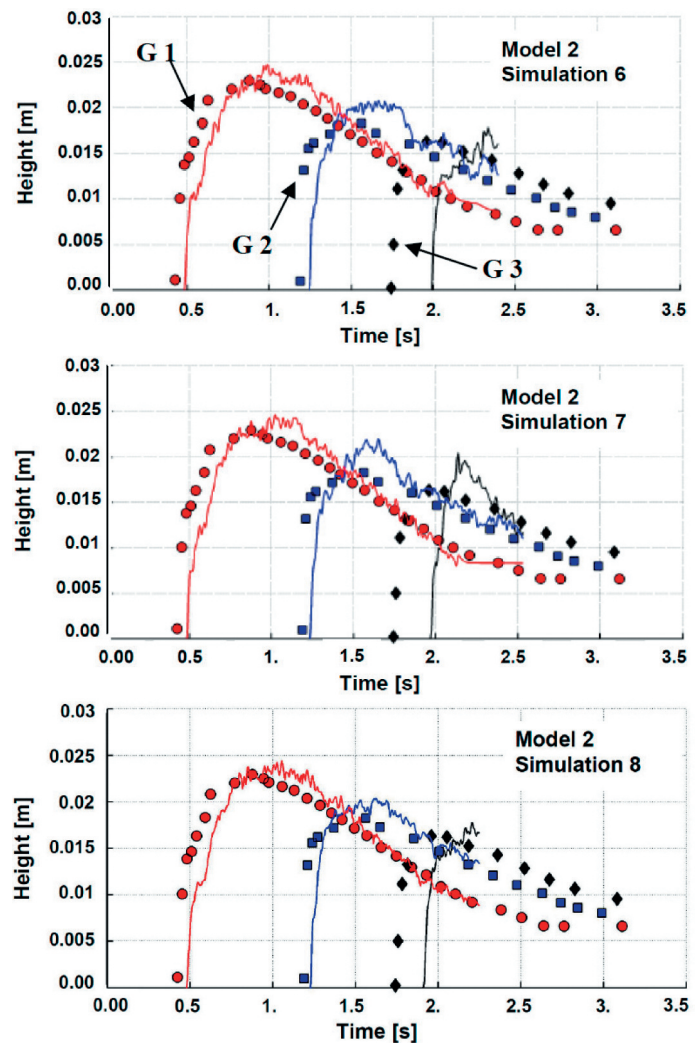 Model 2
Simulation 6
G 1
G 2
G 3
Height [m]
0.03
0.025
0.02
0.015
0.01
0.005
0.00
0.00 0.5 1. 1.5 2. 2.5 3. 3.5
Time [s]
Model 2
Simulation 7
Height [m]
0.03
0.025
0.02
0.015
0.01
0.005
0.00
0.00 0.5 1. 1.5 2. 2.5 3. 3.
Time [s]
Model 2
Simulation 8
Height [m]
0.03
0.025
0.02
0.015
0.01
0.005
0.00
0.00 0.5 1. 1.5 2. 2.5 3. 3.
Time [s]